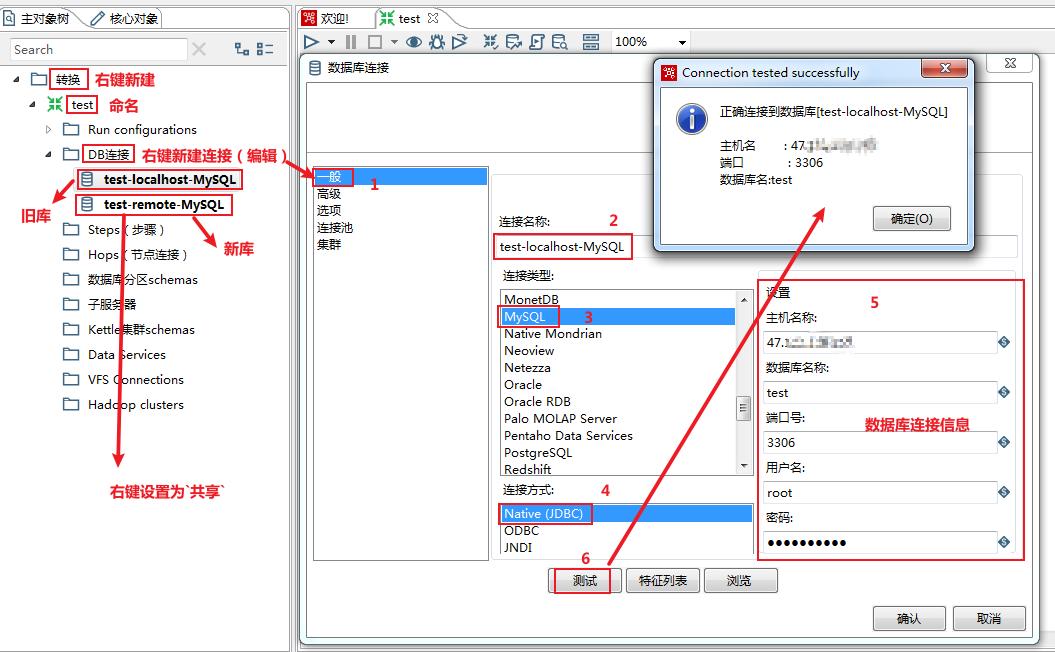 主对象树
核心对象
Search
转换
右键新建
test
命名
Run configurations
DB连接
右键新建连接（编辑）
test-localhost-MySQL
旧库
test-remote-MySQL
新库
Steps（步骤）
Hops（节点连接）
数据库分区schemas
子服务器
Kettle集群schemas
Data Services
VFS Connections
Hadoop clusters
右键设置为`共享`
欢迎!
test
100%
数据库连接
一般
1
高级
选项
连接池
集群
连接名称:
2
test-localhost-MySQL
连接类型:
MonetDB
MySQL
3
Native Mondrian
Neoview
Netezza
Oracle
Oracle RDB
Palo MOLAP Server
Pentaho Data Services
PostgreSQL
Redshift
连接方式:
4
Native (JDBC)
ODBC
JNDI
设置
5
主机名称:
47.1
数据库名称:
test
端口号:
数据库连接信息
3306
用户名:
root
密码:
●●●●●●●●●●
6
测试
特征列表
浏览
确认
取消
Connection tested successfully
正确连接到数据库[test-localhost-MySQL]
主机名 : 47.
端口 : 3306
数据库名:test
确定(O)